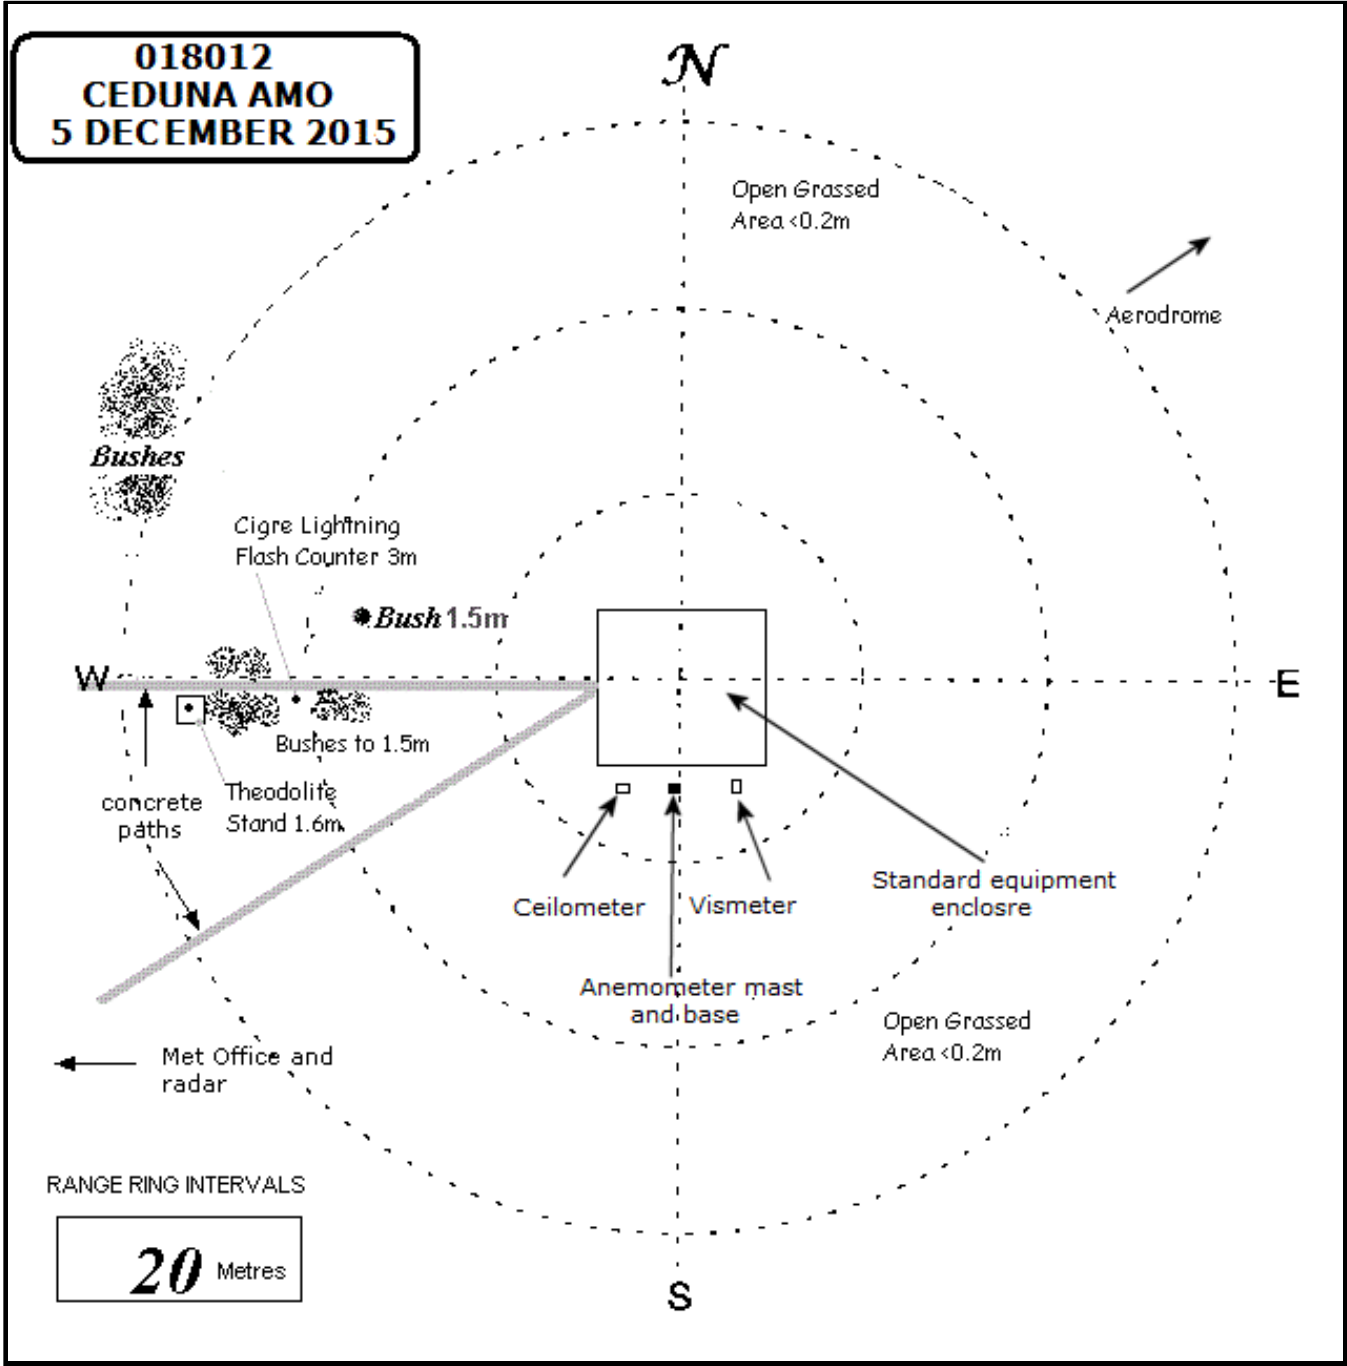 018012
CEDUNA AMO
5 DECEMBER 2015
N
Open Grassed
Area <0.2m
Aerodrome
Bushes
Cigre Lightning
Flash Counter 3m
Bush 1.5m
W
E
Bushes to 1.5m
Theodolite
Stand 1.6m
concrete
paths
Ceilometer
Vismeter
Standard equipment
enclosre
Anemometer mast
and base
Open Grassed
Area <0.2m
Met Office and
radar
RANGE RING INTERVALS
20 Metres
S